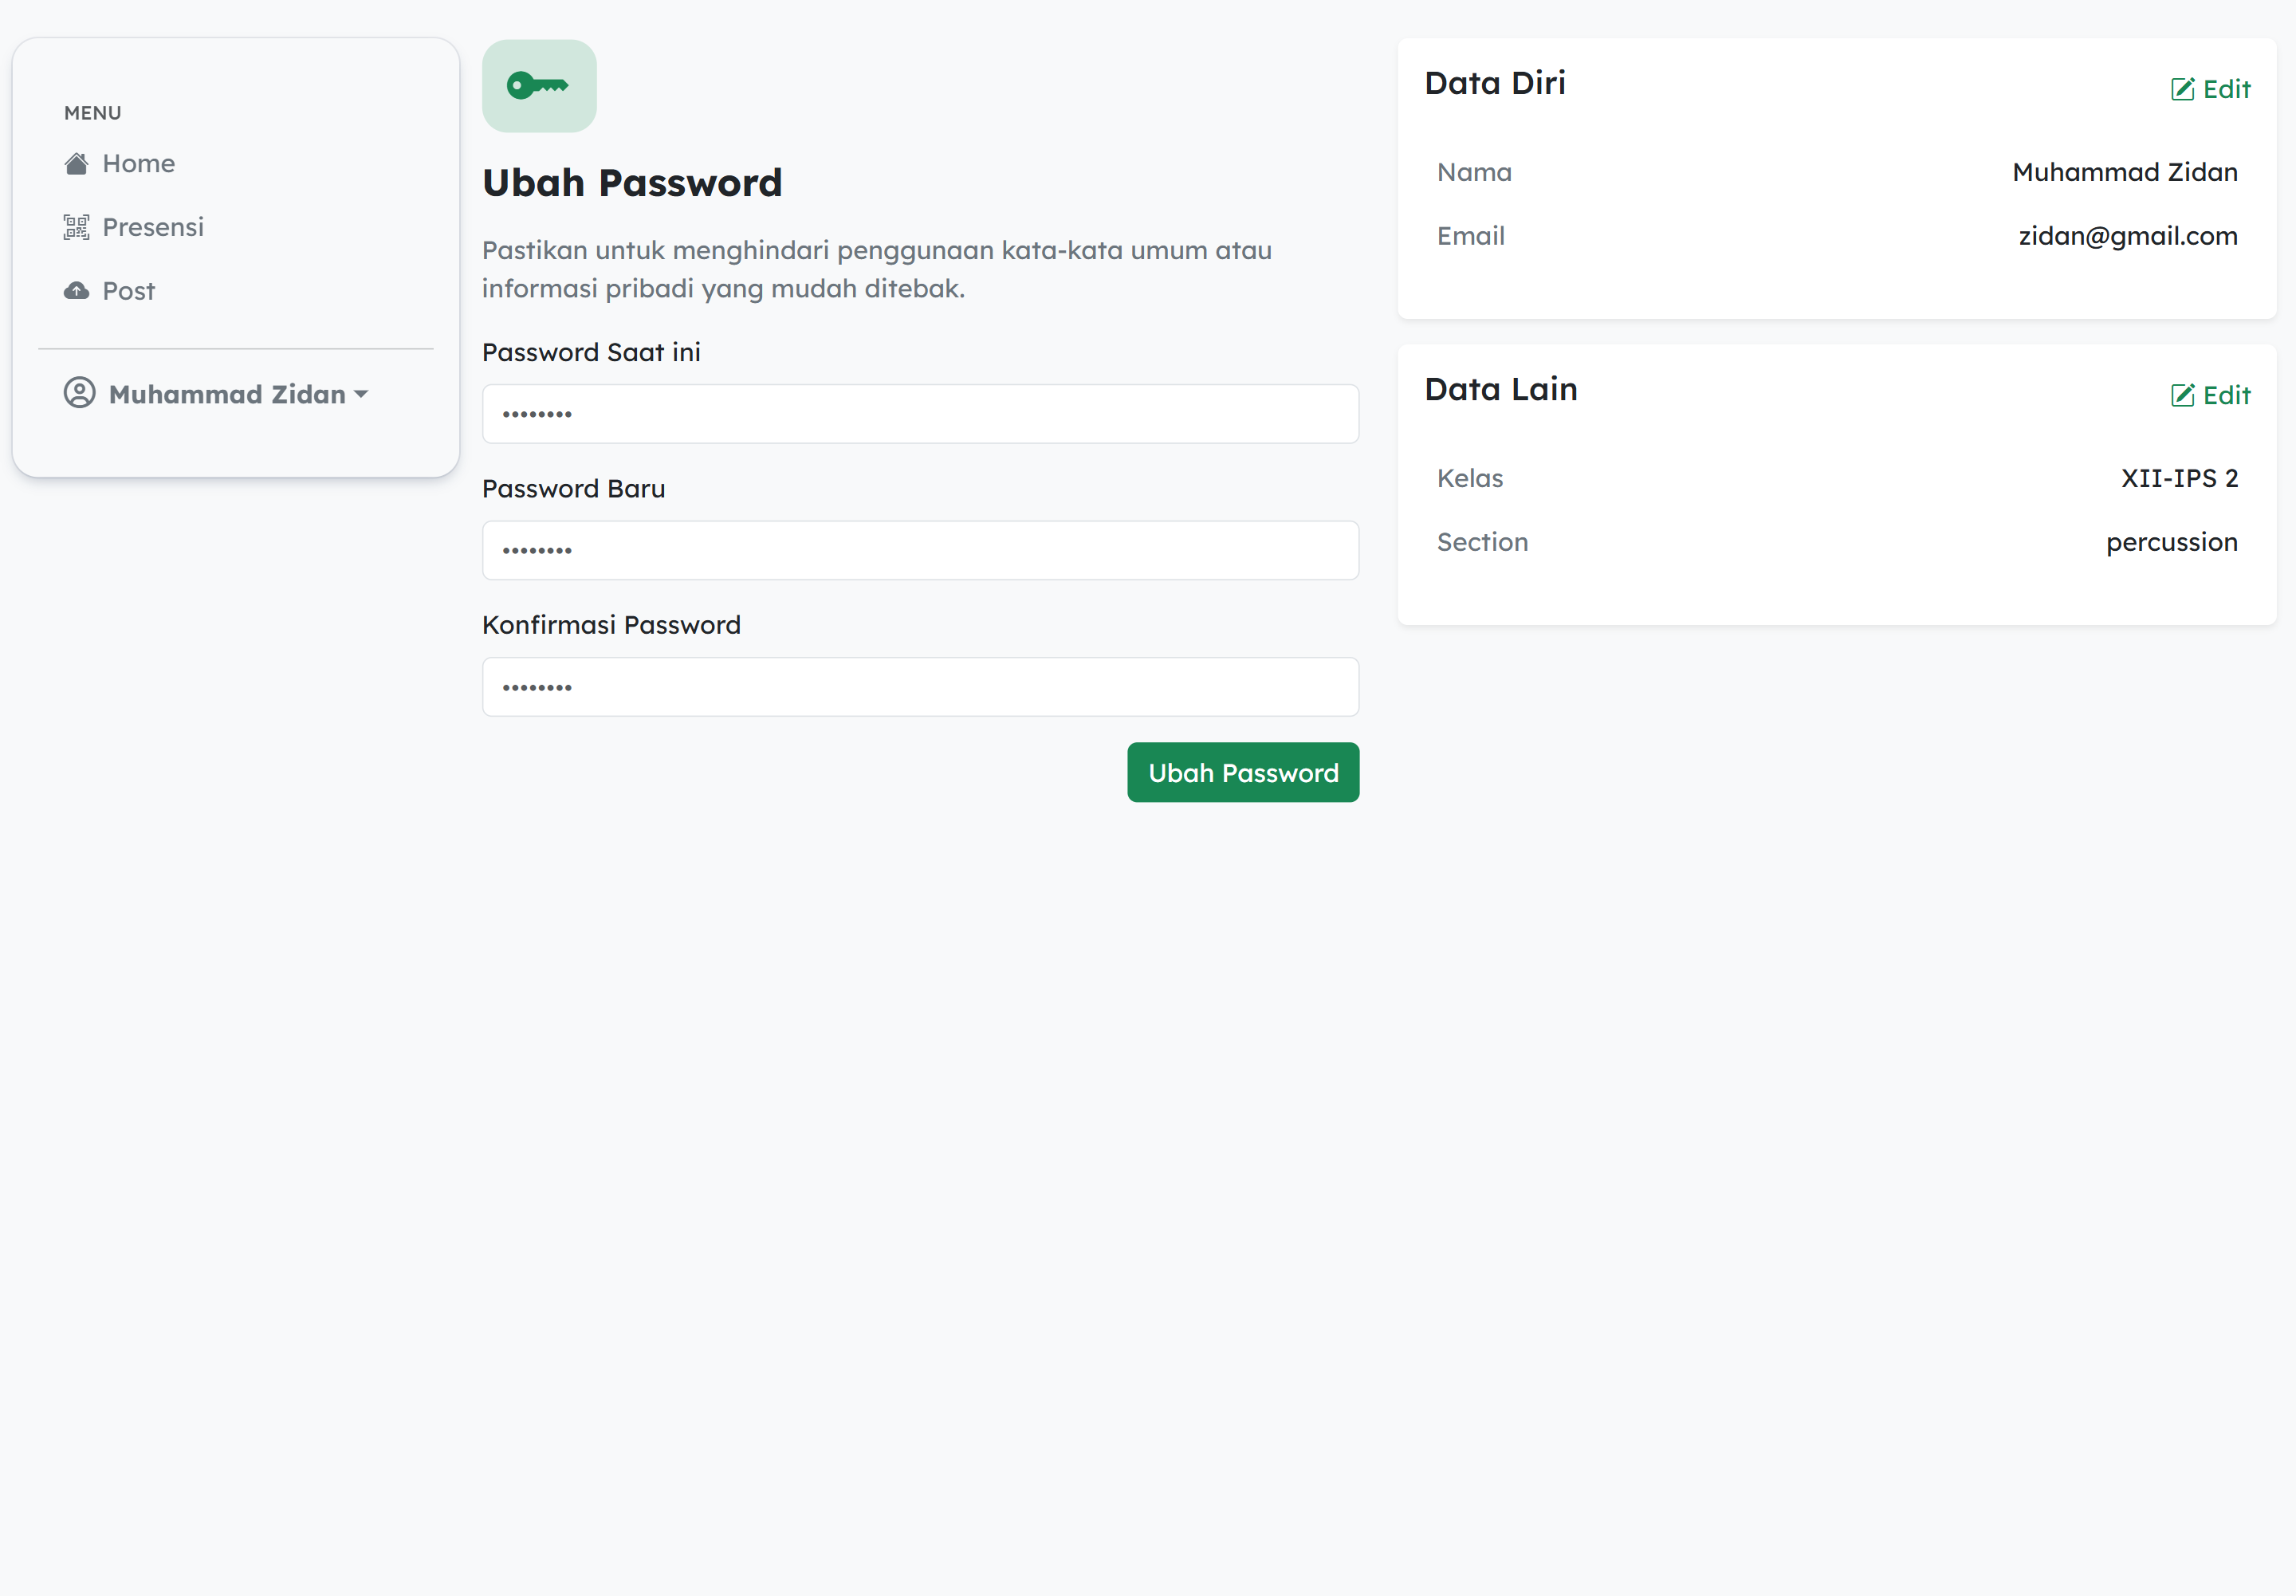 MENU
Home
Presensi
Post
Muhammad Zidan
Ubah Password
Pastikan untuk menghindari penggunaan kata-kata umum atau
informasi pribadi yang mudah ditebak.
Password Saat ini
••••••••
Password Baru
••••••••
Konfirmasi Password
••••••••
Ubah Password
Data Diri
Edit
Nama Muhammad Zidan
Email zidan@gmail.com
Data Lain
Edit
Kelas XII-IPS 2
Section percussion